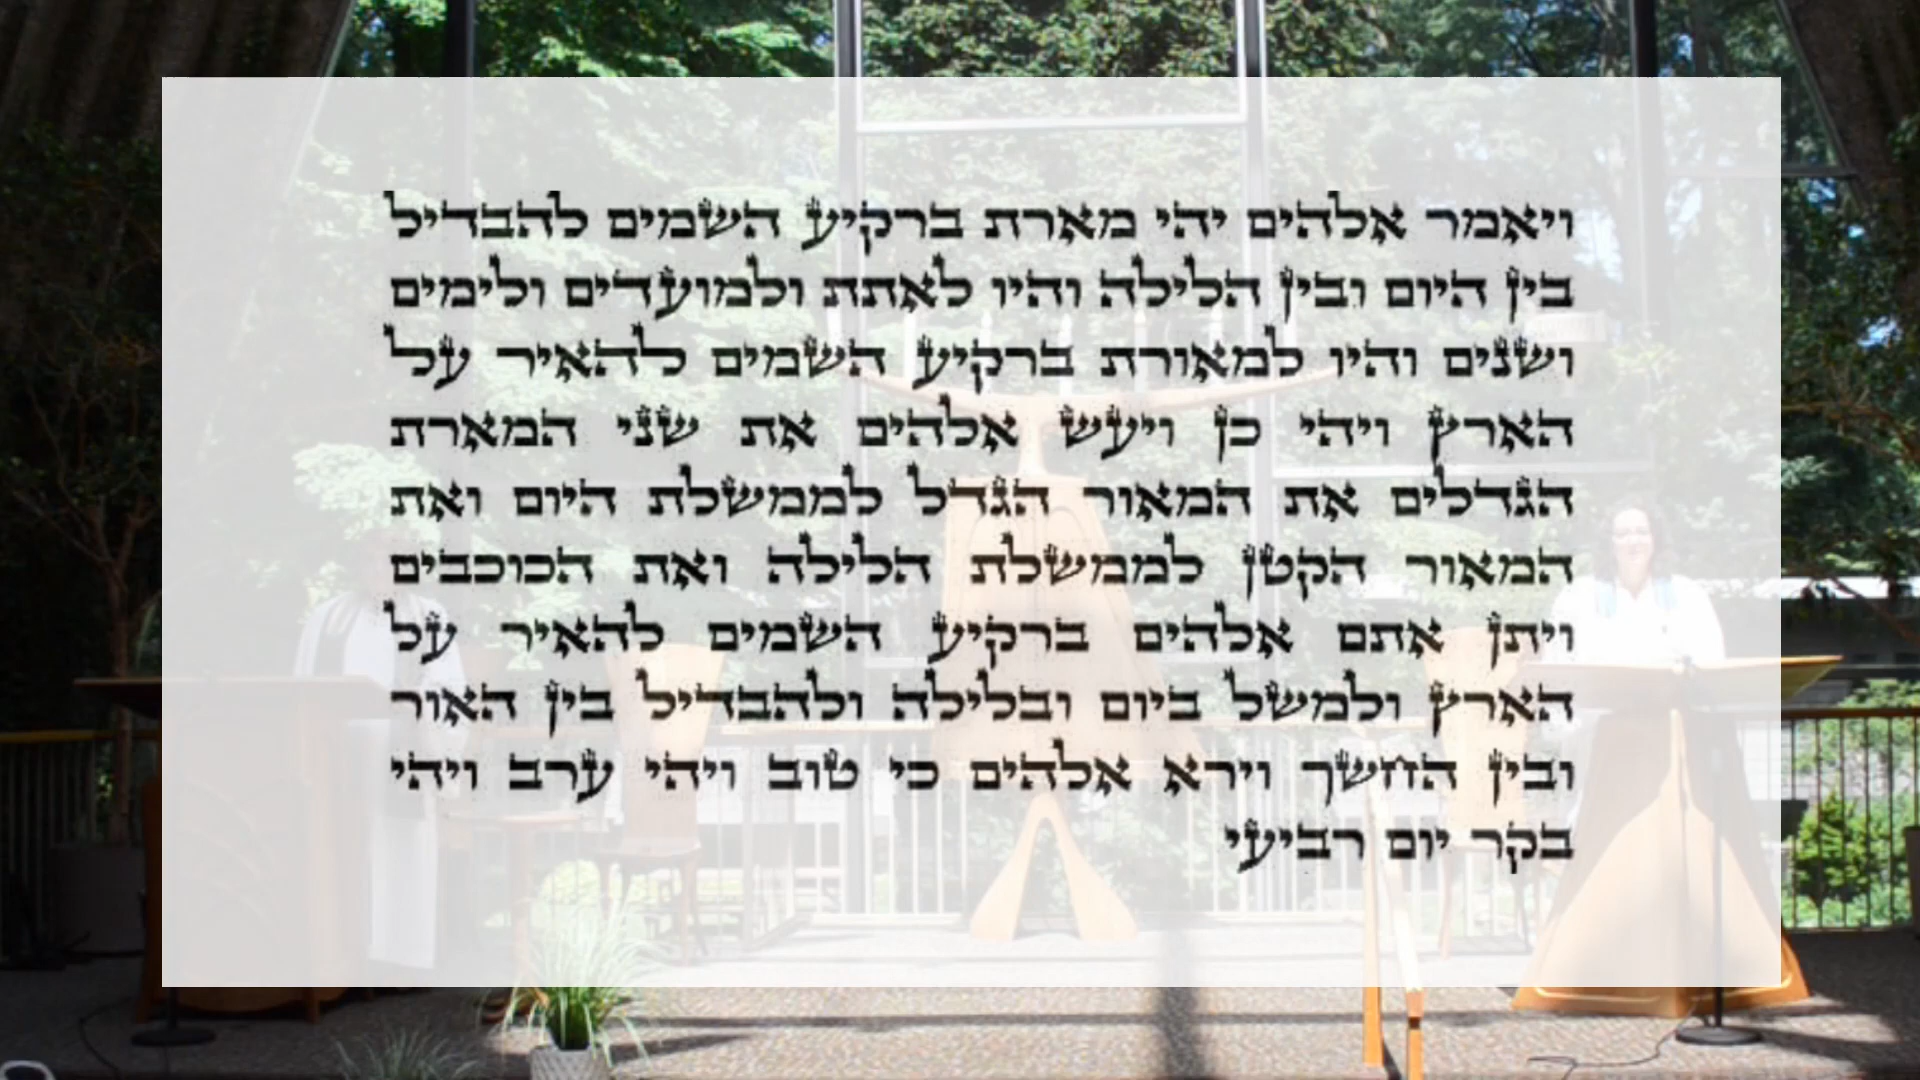 ויאמר אלהים יהי מארת ברקיע השמים להבדיל
בין היום ובין הלילה והיו לאתת ולמועדים ולימים
ושנים והיו למאורת ברקיע השמים להאיר על
הארץ ויהי כן ויעש אלהים את שני המארת
הגדלים את המאור הגדל לממשלת היום ואת
המאור הקטן לממשלת הלילה ואת הכוכבים
ויתן אתם אלהים ברקיע השמים להאיר על
הארץ ולמשל ביום ובלילה ולהבדיל בין האור
ובין החשך וירא אלהים כי טוב ויהי ערב ויהי
בקר יום רביעי